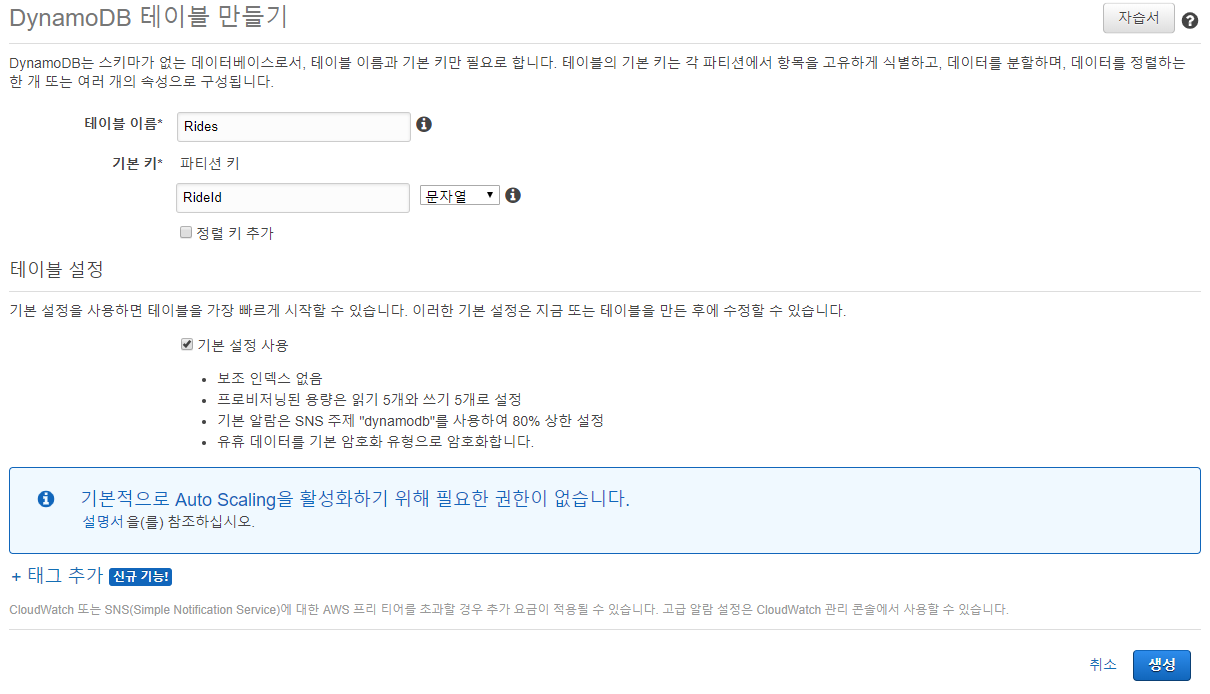 DynamoDB 테이블 만들기
자습서
DynamoDB는 스키마가 없는 데이터베이스로서, 테이블 이름과 기본 키만 필요로 합니다. 테이블의 기본 키는 각 파티션에서 항목을 고유하게 식별하고, 데이터를 분할하며, 데이터를 정렬하는
한 개 또는 여러 개의 속성으로 구성됩니다.
테이블 이름* Rides
기본 키* 파티션 키
RideId 문자열
정렬 키 추가
테이블 설정
기본 설정을 사용하면 테이블을 가장 빠르게 시작할 수 있습니다. 이러한 기본 설정은 지금 또는 테이블을 만든 후에 수정할 수 있습니다.
기본 설정 사용
• 보조 인덱스 없음
• 프로비저닝된 용량은 읽기 5개와 쓰기 5개로 설정
• 기본 알람은 SNS 주제 "dynamodb"를 사용하여 80% 상한 설정
• 유휴 데이터를 기본 암호화 유형으로 암호화합니다.
기본적으로 Auto Scaling을 활성화하기 위해 필요한 권한이 없습니다.
설명서을(를) 참조하십시오.
+ 태그 추가 신규 기능!
CloudWatch 또는 SNS(Simple Notification Service)에 대한 AWS 프리 티어를 초과할 경우 추가 요금이 적용될 수 있습니다. 고급 알람 설정은 CloudWatch 관리 콘솔에서 사용할 수 있습니다.
취소 생성